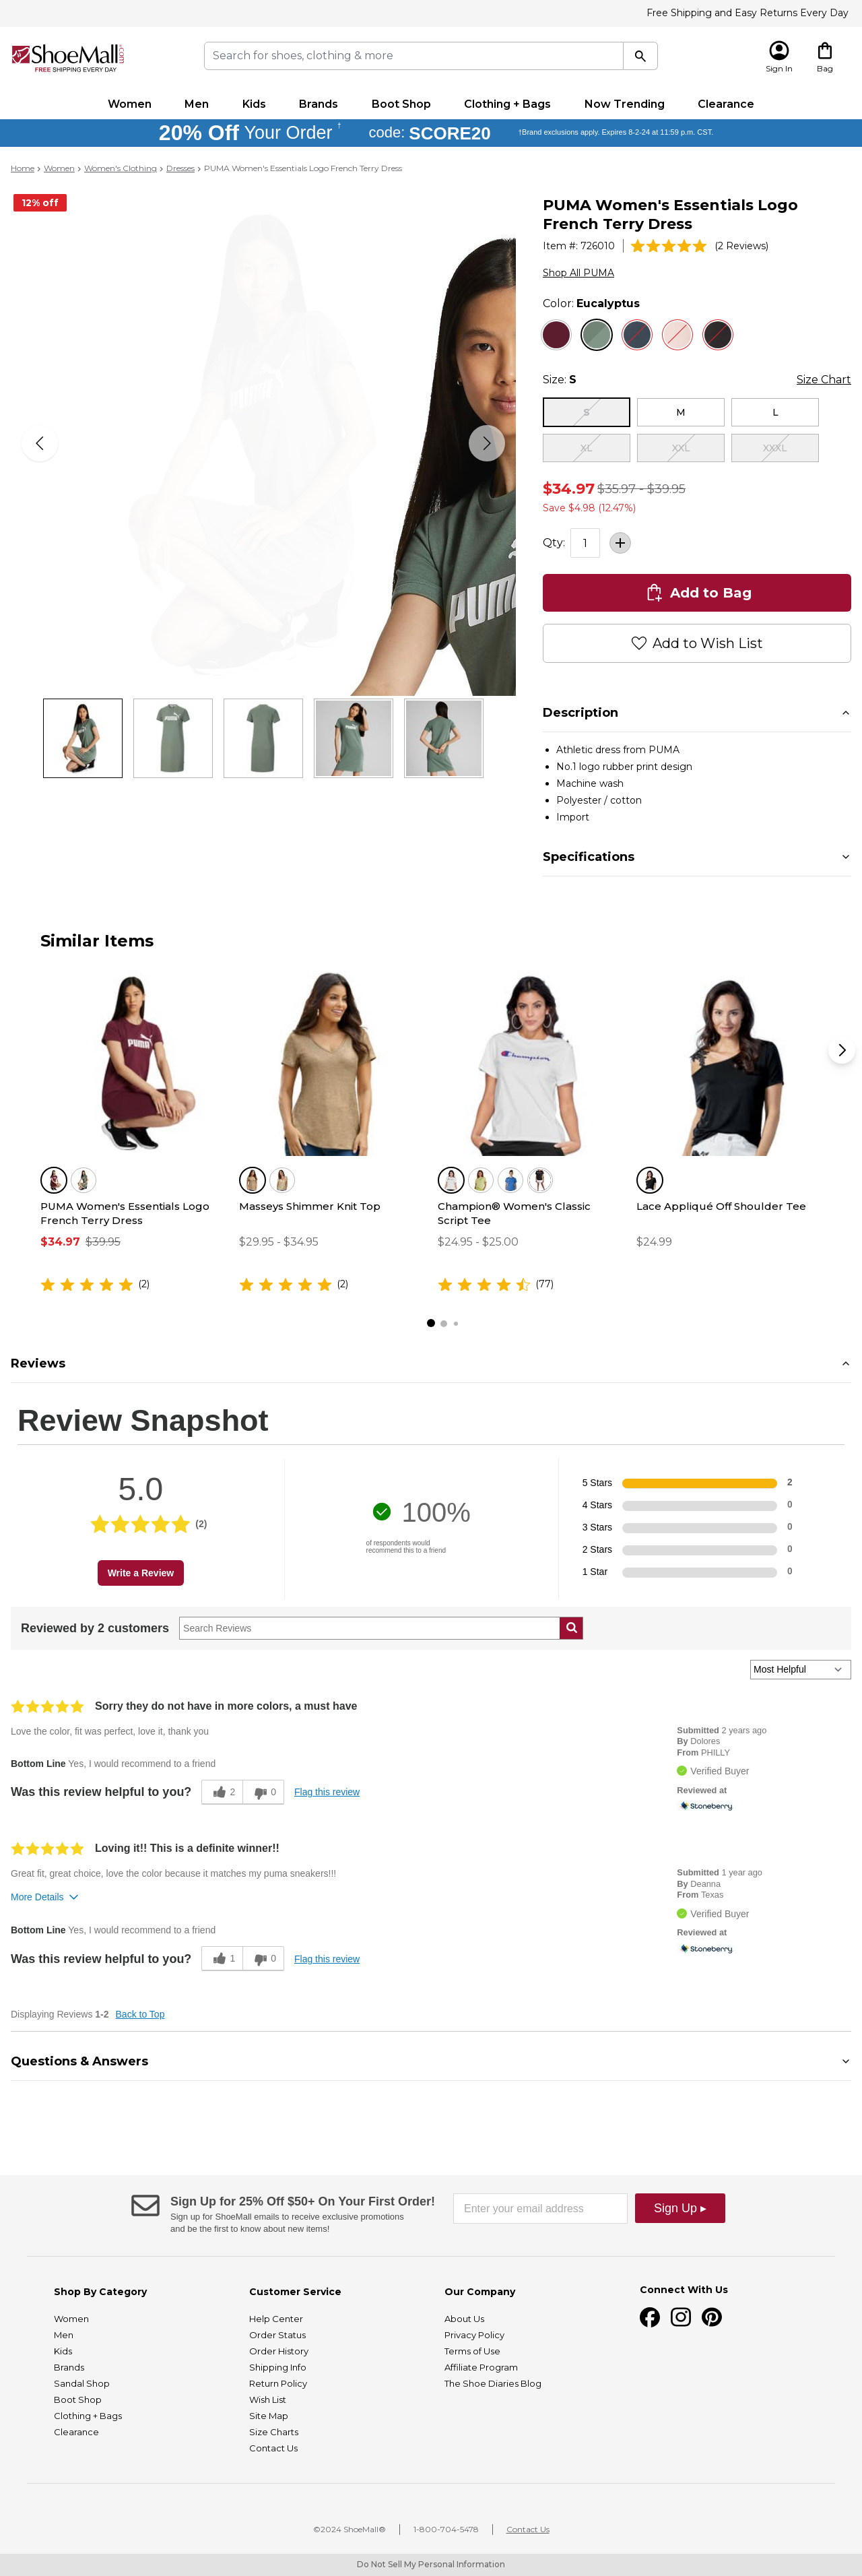 Free Shipping and Easy Returns Every Day
ShoeMall.com
FREE SHIPPING EVERY DAY
Search for shoes, clothing & more
Sign In
Bag
Women Men Kids Brands Boot Shop Clothing + Bags Now Trending Clearance
20% Off Your Order † code: SCORE20 †Brand exclusions apply. Expires 8-2-24 at 11:59 p.m. CST.
Home > Women > Women's Clothing > Dresses > PUMA Women's Essentials Logo French Terry Dress
12% off
PUMA Women's Essentials Logo
French Terry Dress
Item #: 726010 (2 Reviews)
Shop All PUMA
Color: Eucalyptus
Size: S
Size Chart
S M L
XL XXL XXXL
$34.97 $35.97 - $39.95
Save $4.98 (12.47%)
Qty: 1
Add to Bag
Add to Wish List
Description
Athletic dress from PUMA
No.1 logo rubber print design
Machine wash
Polyester / cotton
Import
Specifications
Similar Items
PUMA Women's Essentials Logo
French Terry Dress
$34.97 $39.95
(2)
Masseys Shimmer Knit Top
$29.95 - $34.95
(2)
Champion® Women's Classic
Script Tee
$24.95 - $25.00
(77)
Lace Appliqué Off Shoulder Tee
$24.99
Reviews
Review Snapshot
5.0
(2)
Write a Review
100%
of respondents would
recommend this to a friend
5 Stars 2
4 Stars 0
3 Stars 0
2 Stars 0
1 Star 0
Reviewed by 2 customers
Search Reviews
Most Helpful
Sorry they do not have in more colors, a must have
Love the color, fit was perfect, love it, thank you
Bottom Line Yes, I would recommend to a friend
Was this review helpful to you? 2 0 Flag this review
Submitted 2 years ago
By Dolores
From PHILLY
Verified Buyer
Reviewed at
Stoneberry
Loving it!! This is a definite winner!!
Great fit, great choice, love the color because it matches my puma sneakers!!!
More Details
Bottom Line Yes, I would recommend to a friend
Was this review helpful to you? 1 0 Flag this review
Submitted 1 year ago
By Deanna
From Texas
Verified Buyer
Reviewed at
Stoneberry
Displaying Reviews 1-2 Back to Top
Questions & Answers
Sign Up for 25% Off $50+ On Your First Order!
Sign up for ShoeMall emails to receive exclusive promotions
and be the first to know about new items!
Enter your email address
Sign Up ▸
Shop By Category
Women
Men
Kids
Brands
Sandal Shop
Boot Shop
Clothing + Bags
Clearance
Customer Service
Help Center
Order Status
Order History
Shipping Info
Return Policy
Wish List
Site Map
Size Charts
Contact Us
Our Company
About Us
Privacy Policy
Terms of Use
Affiliate Program
The Shoe Diaries Blog
Connect With Us
©2024 ShoeMall® 1-800-704-5478 Contact Us
Do Not Sell My Personal Information